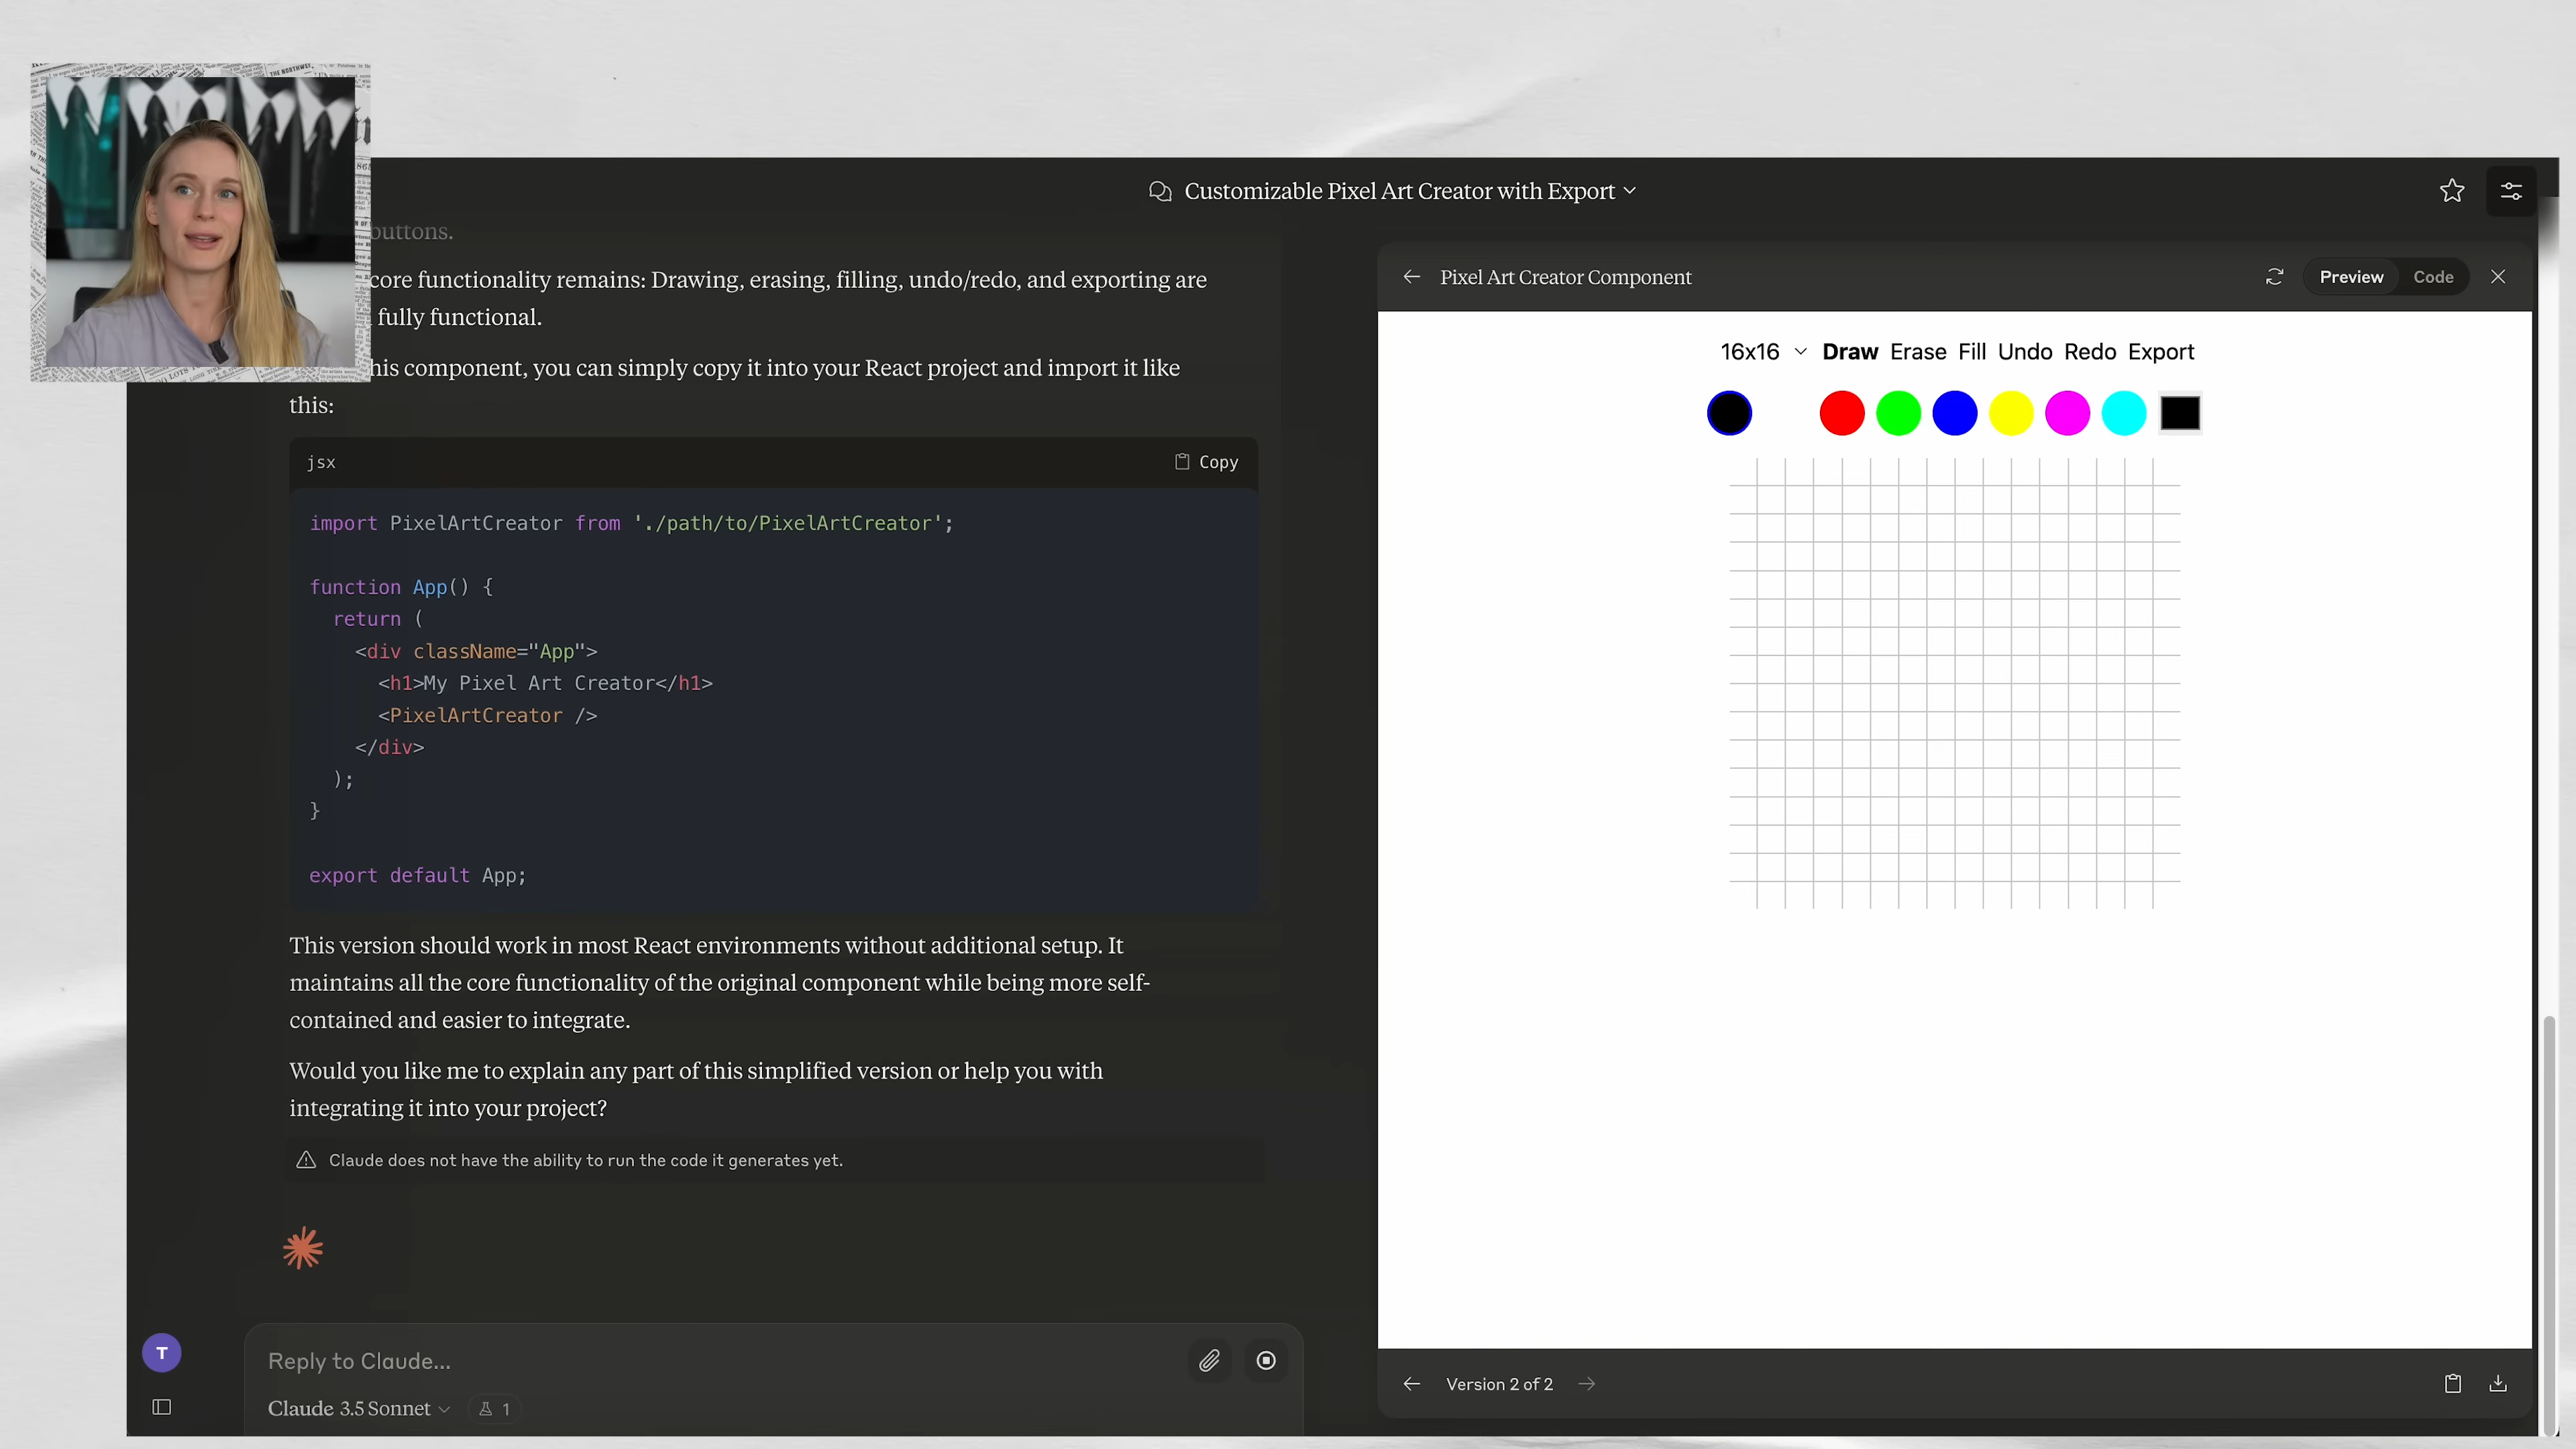 THE NORTHWEST
Customizable Pixel Art Creator with Export
buttons.
core functionality remains: Drawing, erasing, filling, undo/redo, and exporting are
fully functional.
his component, you can simply copy it into your React project and import it like
this:
jsx
Copy
import PixelArtCreator from './path/to/PixelArtCreator';
function App() {
return (
<div className="App">
<h1>My Pixel Art Creator</h1>
<PixelArtCreator />
</div>
);
}
export default App;
This version should work in most React environments without additional setup. It
maintains all the core functionality of the original component while being more self-
contained and easier to integrate.
Would you like me to explain any part of this simplified version or help you with
integrating it into your project?
Claude does not have the ability to run the code it generates yet.
T
Reply to Claude...
Claude 3.5 Sonnet
1
Pixel Art Creator Component
Preview Code
16x16 Draw Erase Fill Undo Redo Export
Version 2 of 2